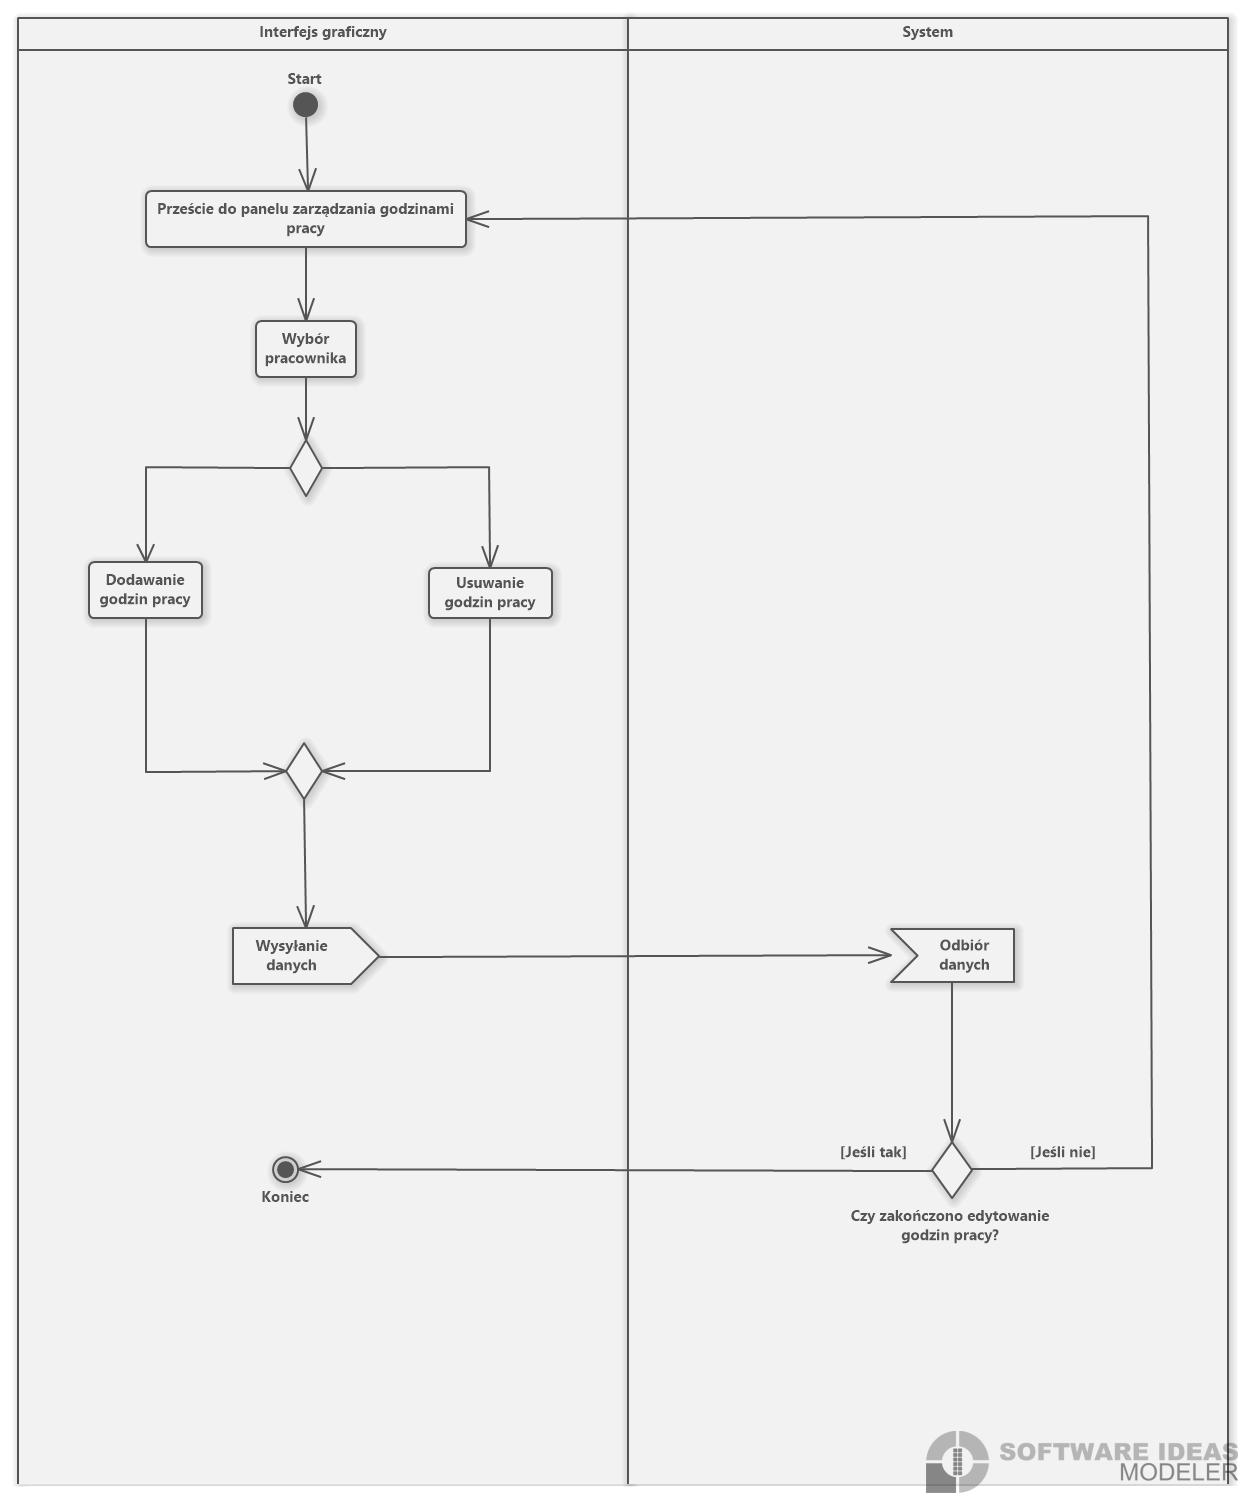 Interfejs graficzny
System
Start
Przeście do panelu zarządzania godzinami
pracy
Wybór
pracownika
Dodawanie
godzin pracy
Usuwanie
godzin pracy
Wysyłanie
danych
Odbiór
danych
[Jeśli tak]
[Jeśli nie]
Koniec
Czy zakończono edytowanie
godzin pracy?
SOFTWARE IDEAS
MODELER